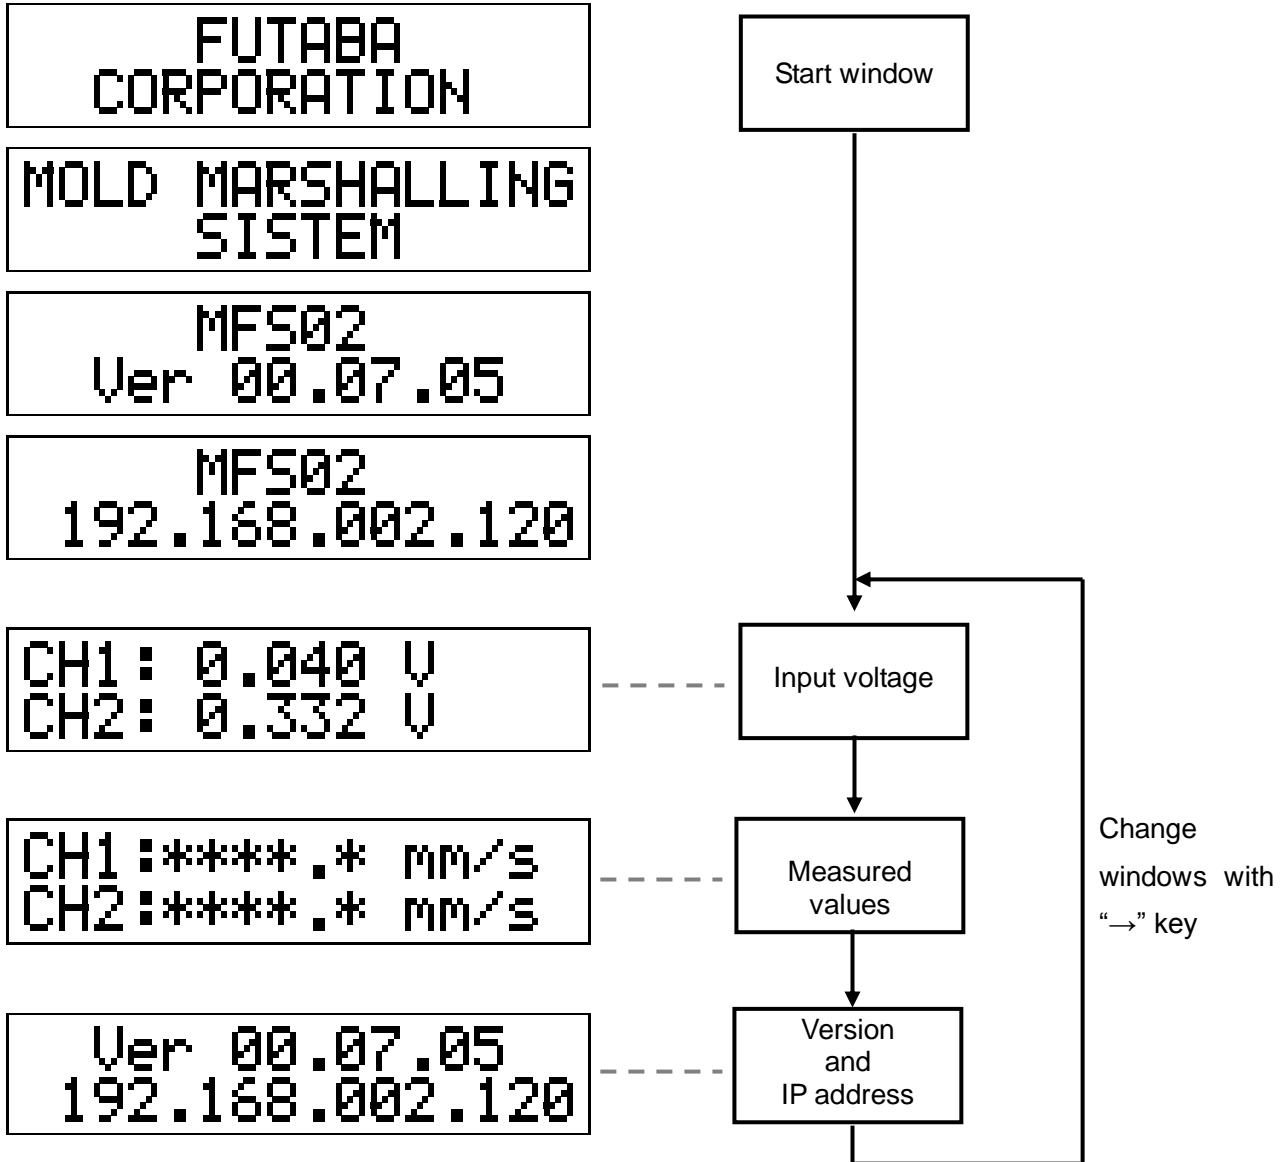 FUTABA
CORPORATION
Start window
MOLD MARSHALLING
SISTEM
MFS02
Ver 00.07.05
MFS02
192.168.002.120
CH1: 0.040 V
CH2: 0.332 V
Input voltage
CH1:****.* mm/s
CH2:****.* mm/s
Measured
values
Change
windows with
“→” key
Ver 00.07.05
192.168.002.120
Version
and
IP address